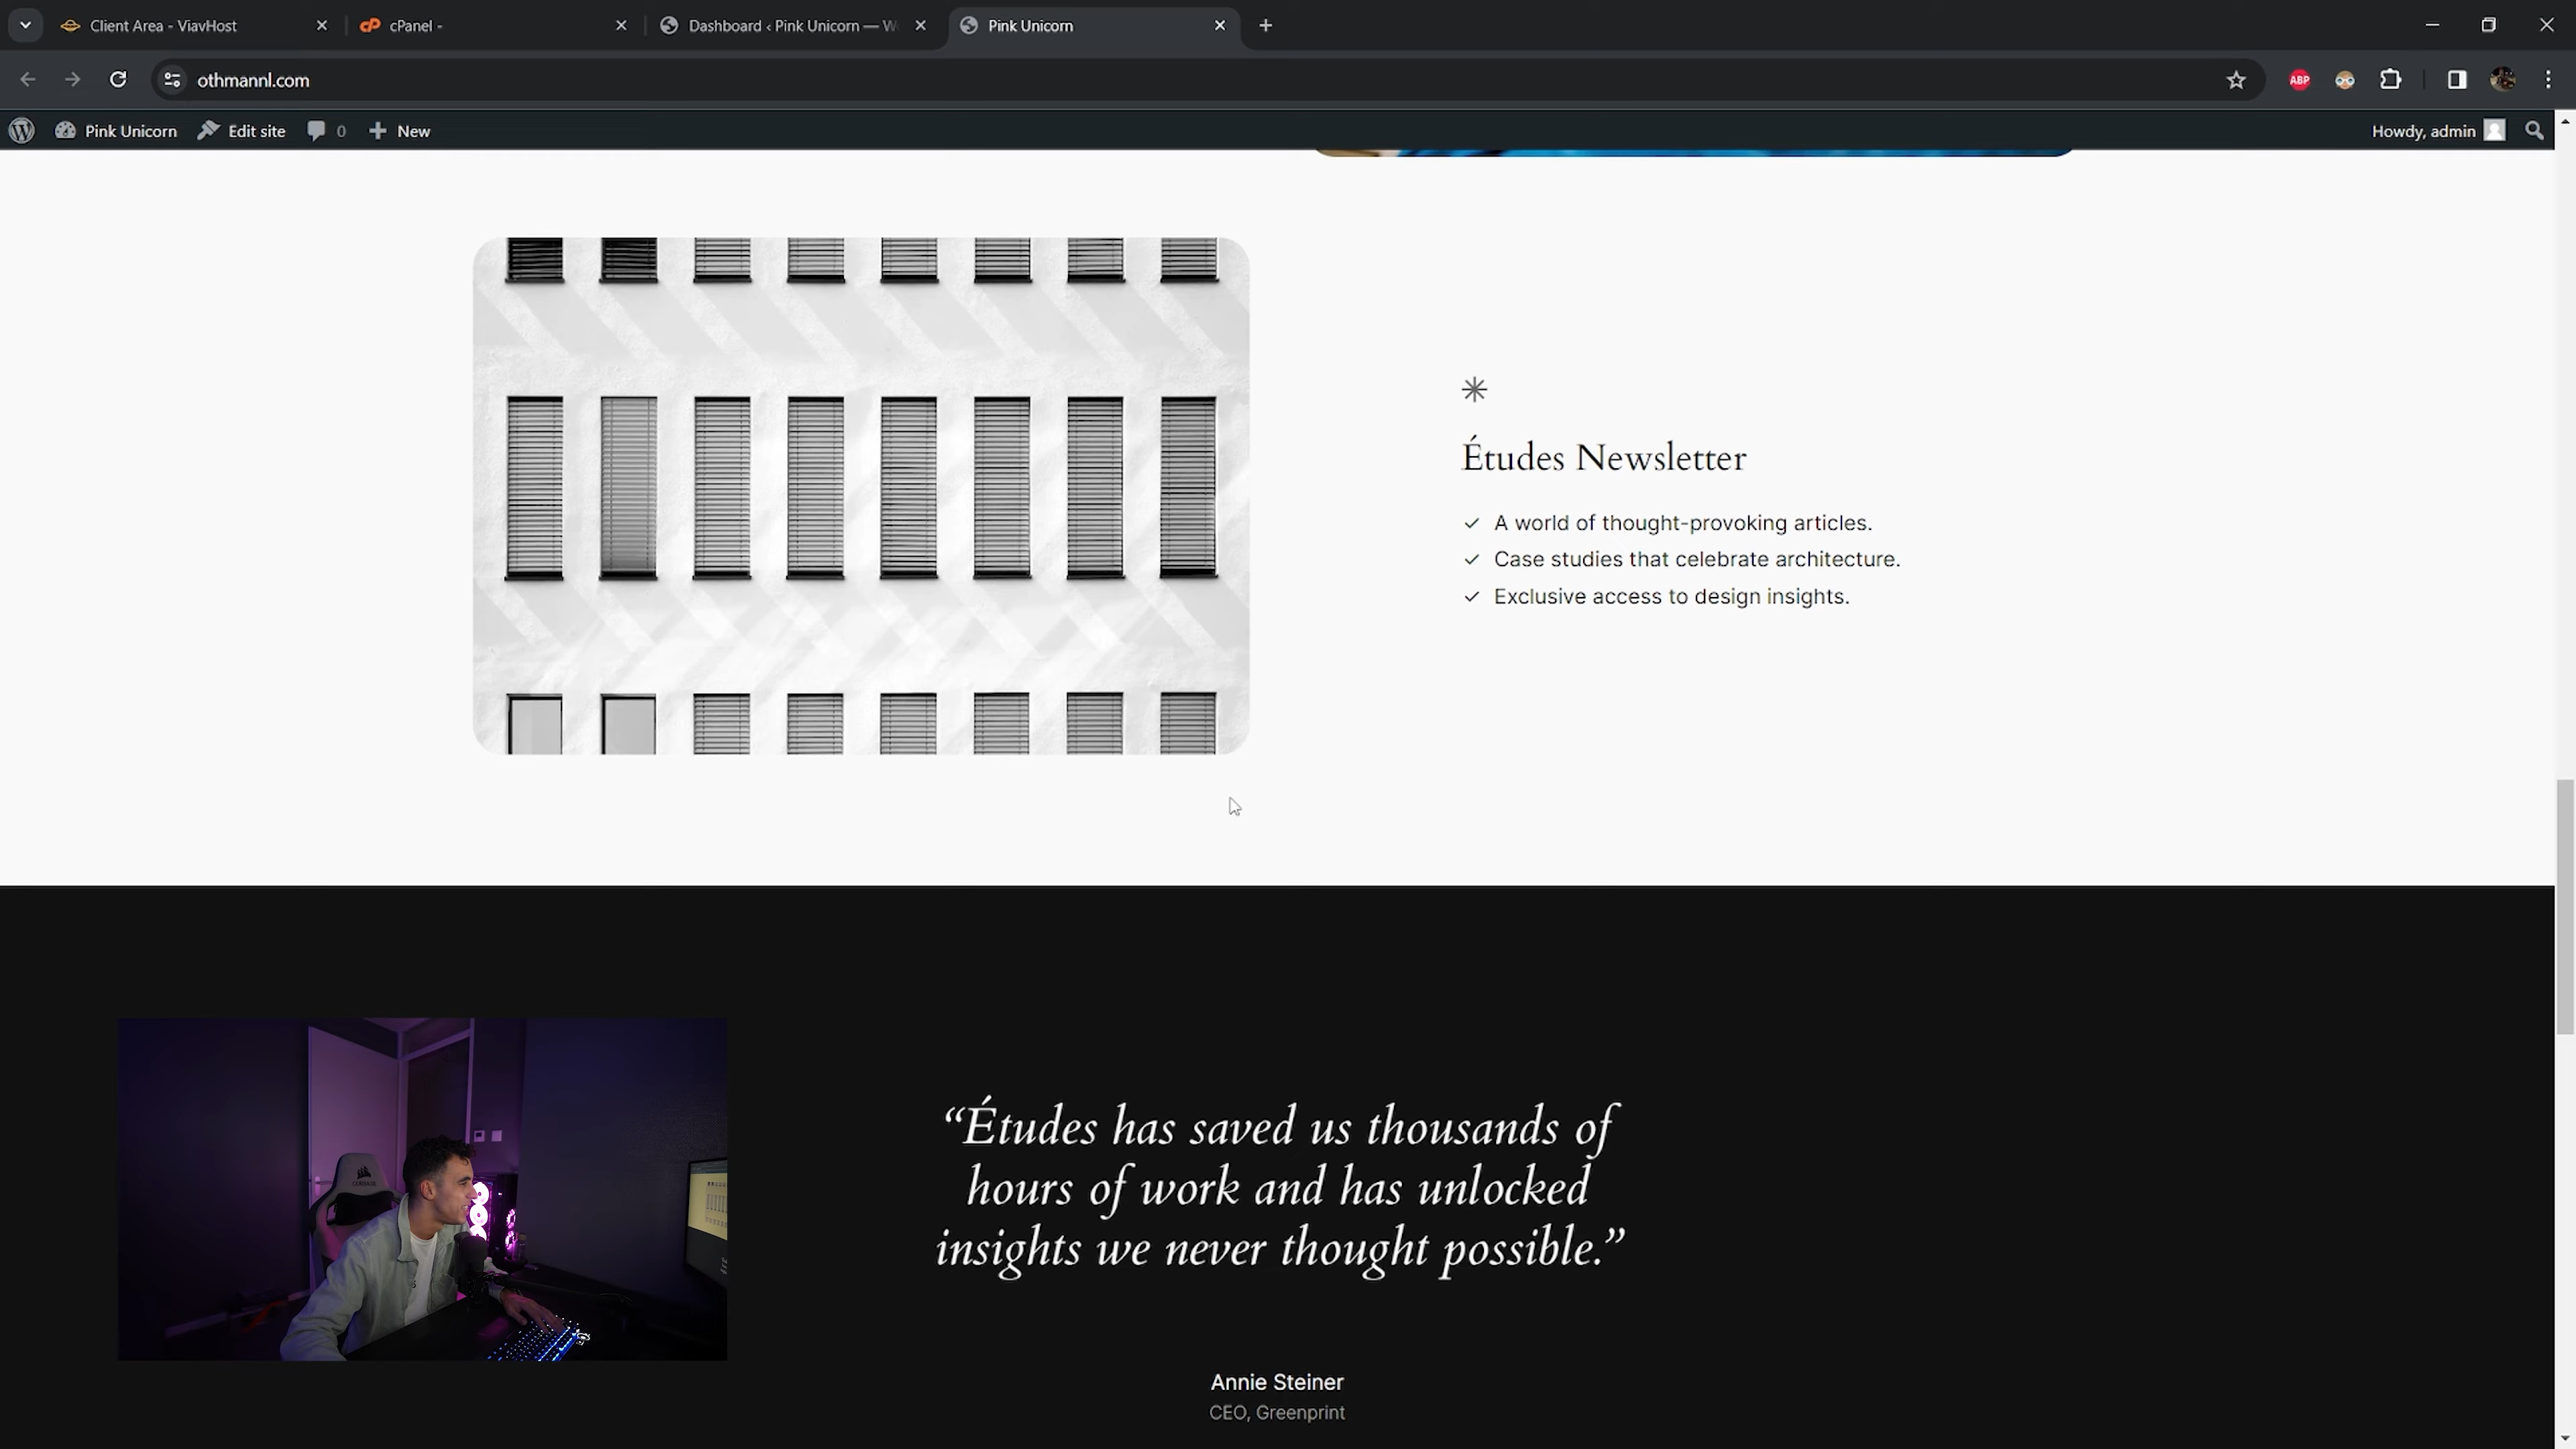 Client Area - ViavHost
cPanel -
Dashboard ‹ Pink Unicorn — W
Pink Unicorn
othmannl.com
ABP
Pink Unicorn
Edit site
0
New
Howdy, admin
Études Newsletter
A world of thought-provoking articles.
Case studies that celebrate architecture.
Exclusive access to design insights.
“Études has saved us thousands of
hours of work and has unlocked
insights we never thought possible.”
Annie Steiner
CEO, Greenprint